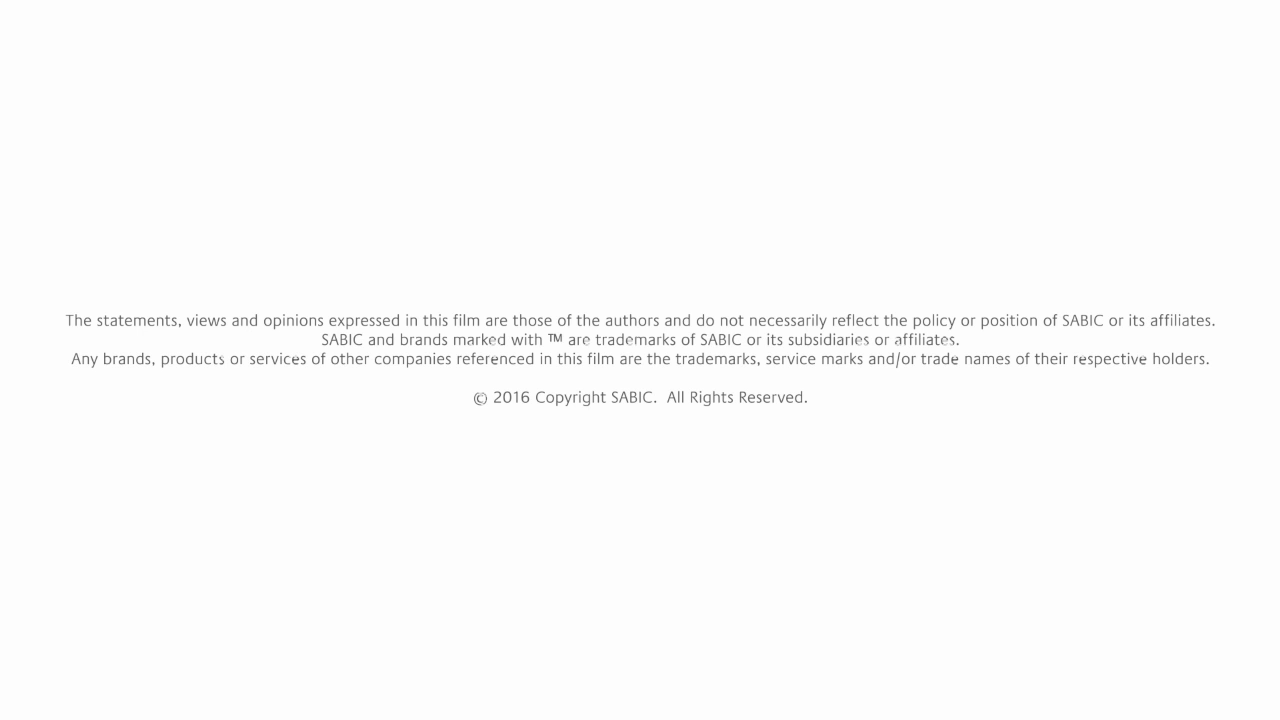 The statements, views and opinions expressed in this film are those of the authors and do not necessarily reflect the policy or position of SABIC or its affiliates.
SABIC and brands marked with ™ are trademarks of SABIC or its subsidiaries or affiliates.
Any brands, products or services of other companies referenced in this film are the trademarks, service marks and/or trade names of their respective holders.
© 2016 Copyright SABIC.  All Rights Reserved.